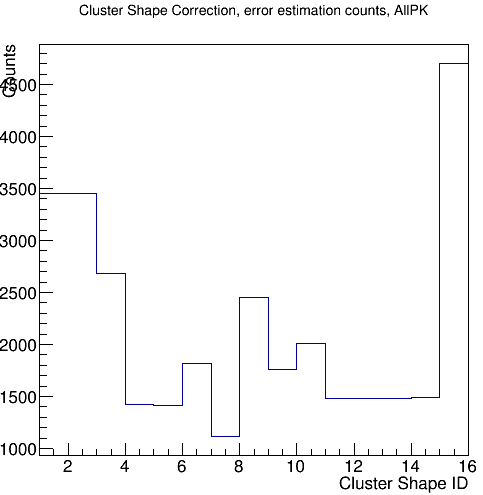 Cluster Shape Correction, error estimation counts, AllPK
Counts
4500
4000
3500
3000
2500
2000
1500
1000
2 4 6 8 10 12 14 16
Cluster Shape ID